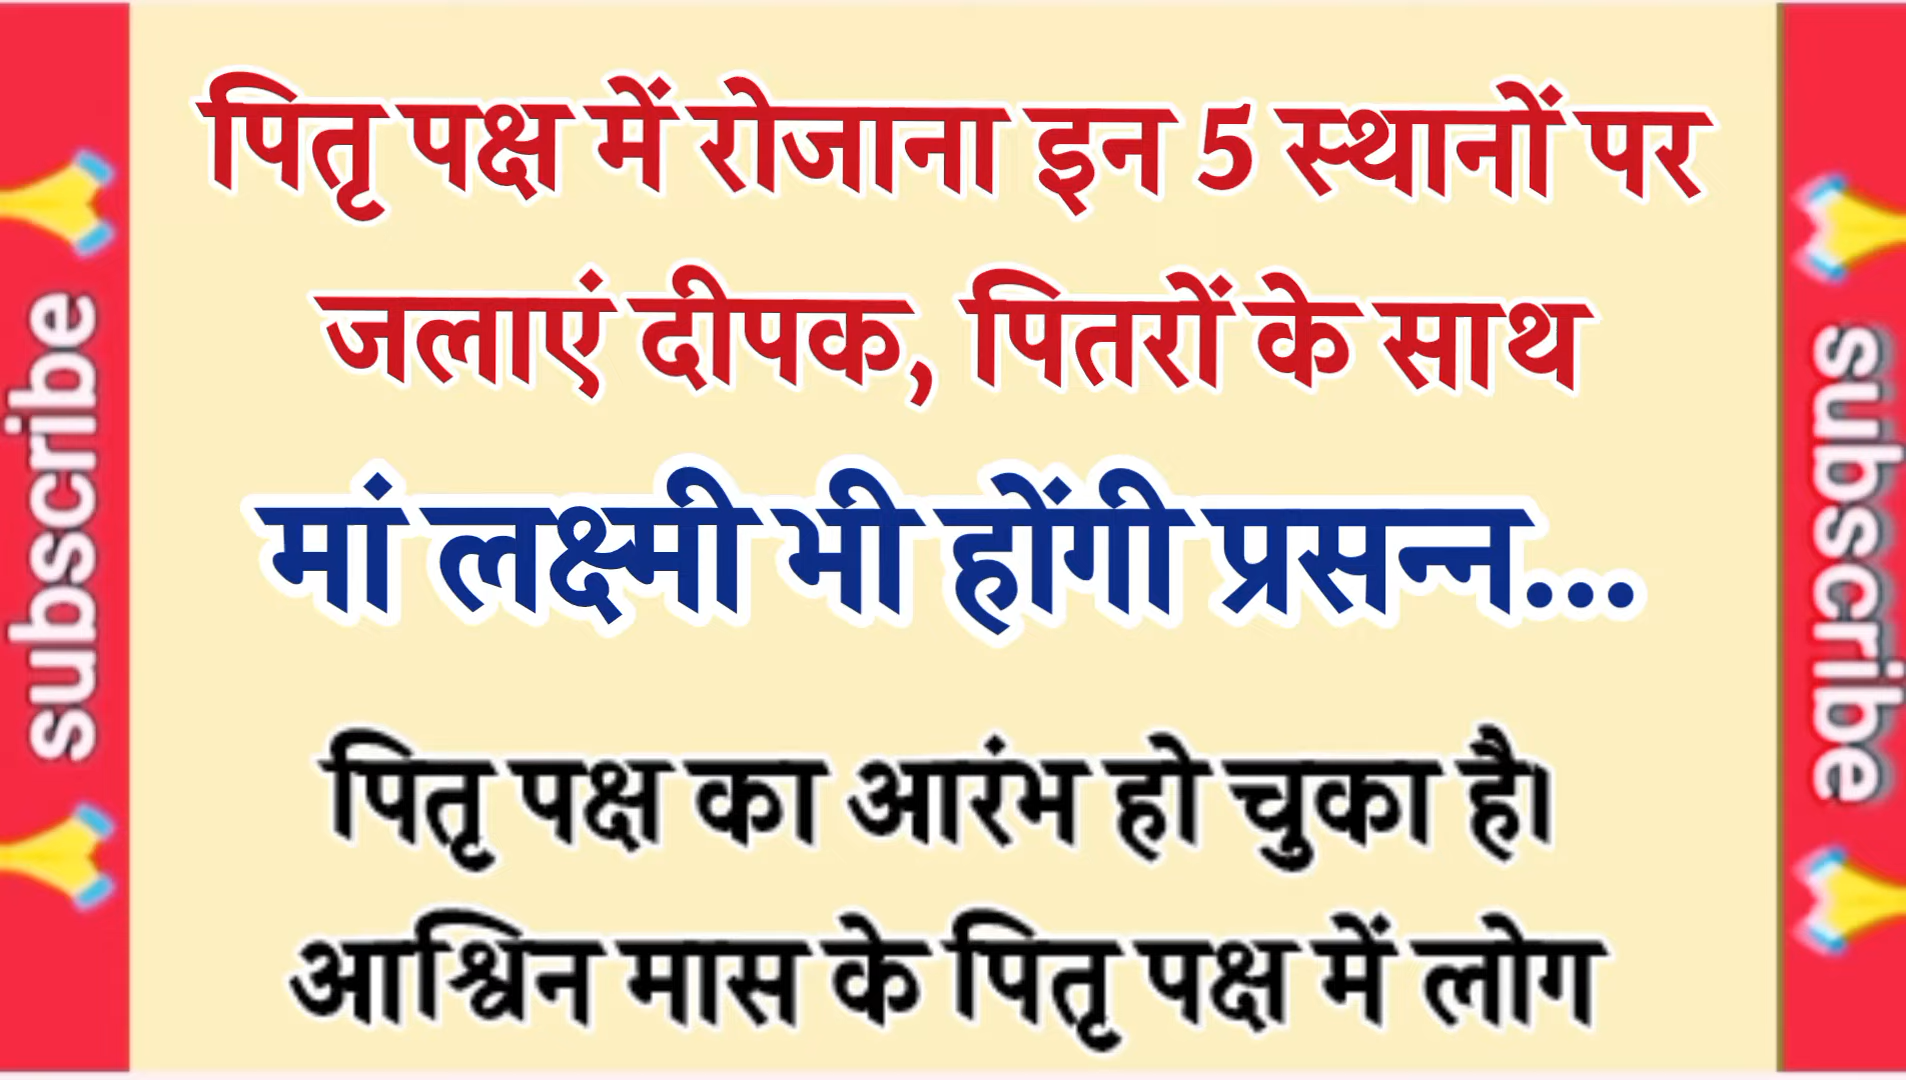 पितृ पक्ष में रोजाना इन 5 स्थानों पर
जलाएं दीपक, पितरों के साथ
मां लक्ष्मी भी होंगी प्रसन्न...
पितृ पक्ष का आरंभ हो चुका है।
आश्विन मास के पितृ पक्ष में लोग
subscribe
subscribe